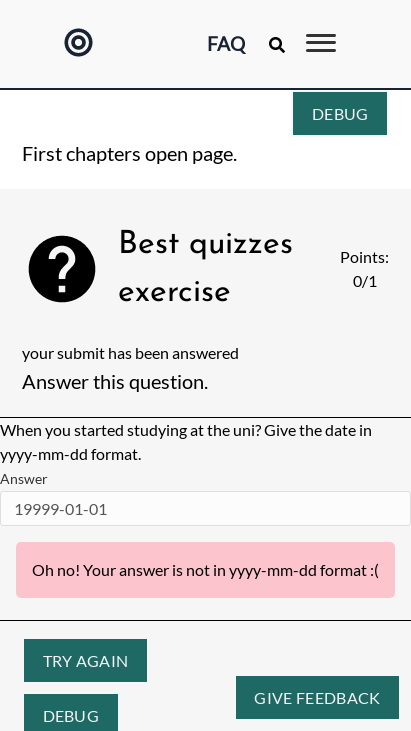 FAQ
DEBUG
First chapters open page.
Best quizzes
exercise
Points:
0/1
your submit has been answered
Answer this question.
When you started studying at the uni? Give the date in
yyyy-mm-dd format.
Answer
19999-01-01
Oh no! Your answer is not in yyyy-mm-dd format :(
TRY AGAIN
GIVE FEEDBACK
DEBUG